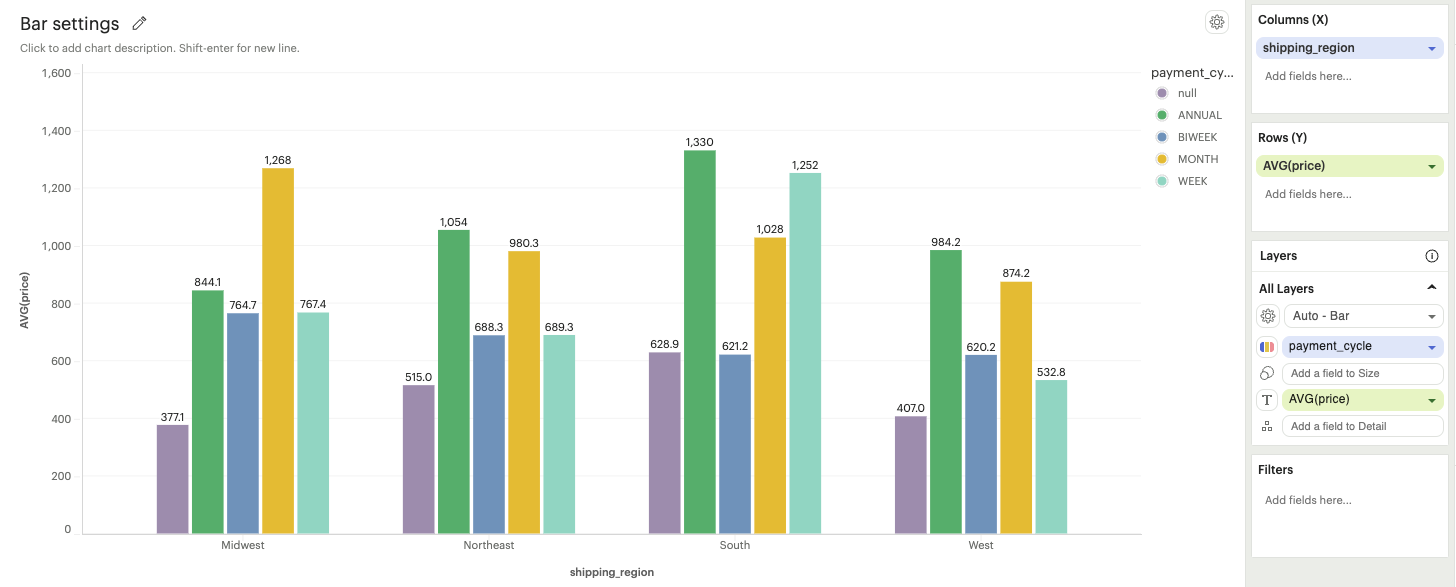 Bar settings
Click to add chart description. Shift-enter for new line.
1,600
1,400
1,200
1,000
800
600
400
200
0
AVG(price)
377.1
844.1
764.7
1,268
767.4
515.0
1,054
688.3
980.3
689.3
628.9
1,330
621.2
1,028
1,252
407.0
984.2
620.2
874.2
532.8
Midwest
Northeast
South
West
shipping_region
payment_cy...
null
ANNUAL
BIWEEK
MONTH
WEEK
Columns (X)
shipping_region
Add fields here...
Rows (Y)
AVG(price)
Add fields here...
Layers
All Layers
Auto - Bar
payment_cycle
Add a field to Size
T
AVG(price)
Add a field to Detail
Filters
Add fields here...